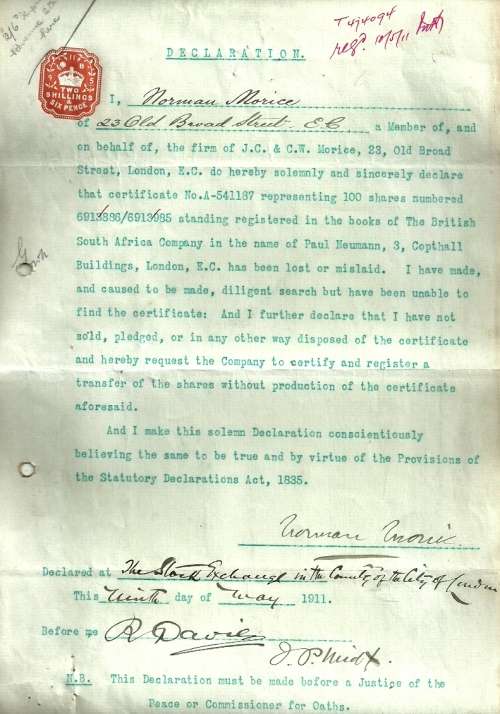 2/6
T4j4094
regd 10/5/11
DECLARATION.
TWO
SHILLINGS
&
SIX PENCE
I, Norman Morice
of 23 Old Broad Street E.C a Member of, and
on behalf of, the firm of J.C. & C.W. Morice, 23, Old Broad
Street, London, E.C. do hereby solemnly and sincerely declare
that certificate No.A-541187 representing 100 shares numbered
6913886/6913985 standing registered in the books of The British
South Africa Company in the name of Paul Neumann, 3, Copthall
Buildings, London, E.C. has been lost or mislaid. I have made,
and caused to be made, diligent search but have been unable to
find the certificate: And I further declare that I have not
sold, pledged, or in any other way disposed of the certificate
and hereby request the Company to certify and register a
transfer of the shares without production of the certificate
aforesaid.
And I make this solemn Declaration conscientiously
believing the same to be true and by virtue of the Provisions of
the Statutory Declarations Act, 1835.
Norman Morice
Declared at The Stock Exchange in the County of the City of London
This Ninth day of May 1911.
Before me R Davies
J.P.
N.B. This Declaration must be made before a Justice of the
Peace or Commissioner for Oaths.